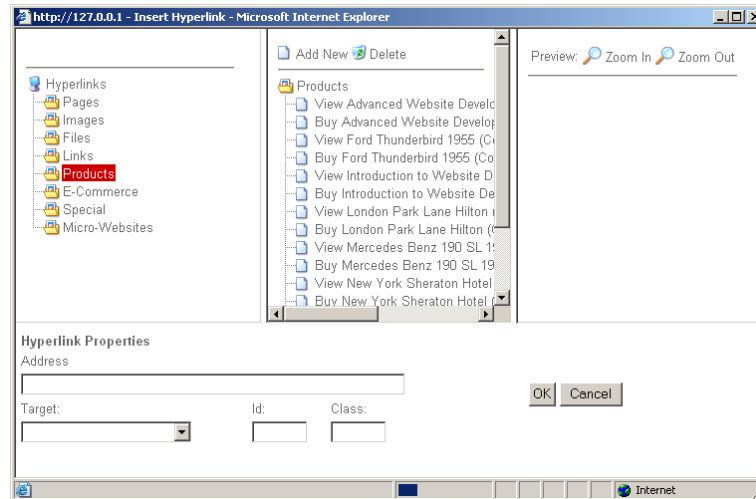 http://127.0.0.1 - Insert Hyperlink - Microsoft Internet Explorer
Hyperlinks
Pages
Images
Files
Links
Products
E-Commerce
Special
Micro-Websites
Add New Delete
Products
View Advanced Website Develc
Buy Advanced Website Develop
View Ford Thunderbird 1955 (C
Buy Ford Thunderbird 1955 (Co
View Introduction to Website D
Buy Introduction to Website De
View London Park Lane Hilton
Buy London Park Lane Hilton (
View Mercedes Benz 190 SL 19
Buy Mercedes Benz 190 SL 19
View New York Sheraton Hotel
Buy New York Sheraton Hotel (
Preview: Zoom In Zoom Out
Hyperlink Properties
Address
Target: Id: Class:
OK Cancel
Internet